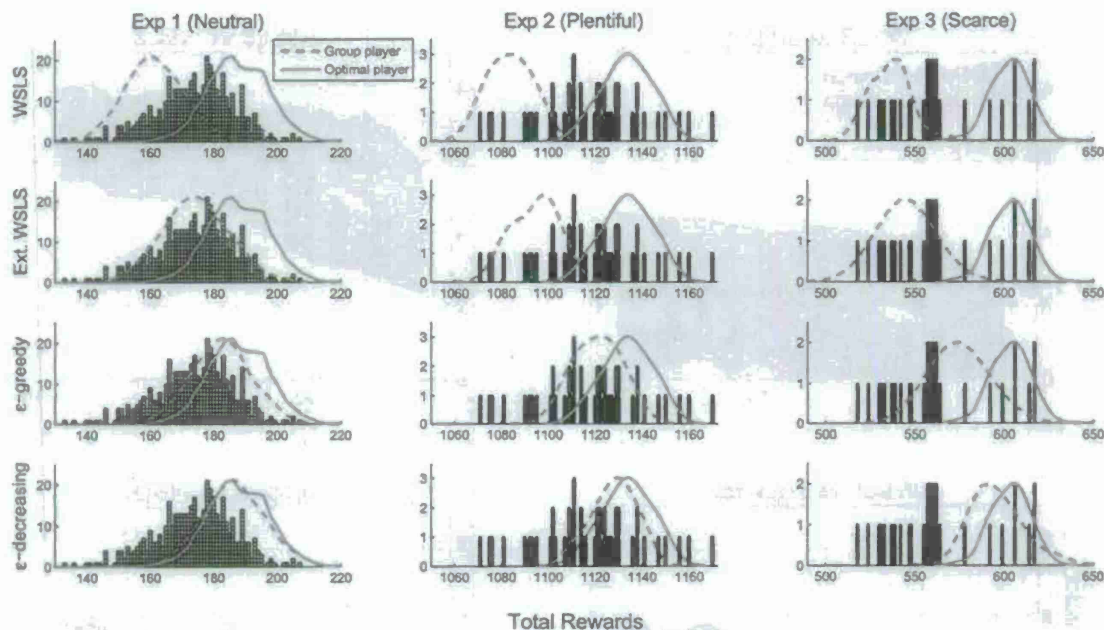 Exp 1 (Neutral)
Exp 2 (Plentiful)
Exp 3 (Scarce)
Group player
Optimal player
WSLS
20
10
0
140 160 180 200 220
3
2
1
0
1060 1080 1100 1120 1140 1160
2
1
0
500 550 600 650
Ext. WSLS
20
10
0
140 160 180 200 220
3
2
1
0
1060 1080 1100 1120 1140 1160
2
1
0
500 550 600 650
ε-greedy
20
10
0
140 160 180 200 220
3
2
1
0
1060 1080 1100 1120 1140 1160
2
1
0
500 550 600 650
ε-decreasing
20
10
0
140 160 180 200 220
3
2
1
0
1060 1080 1100 1120 1140 1160
2
1
0
500 550 600 650
Total Rewards